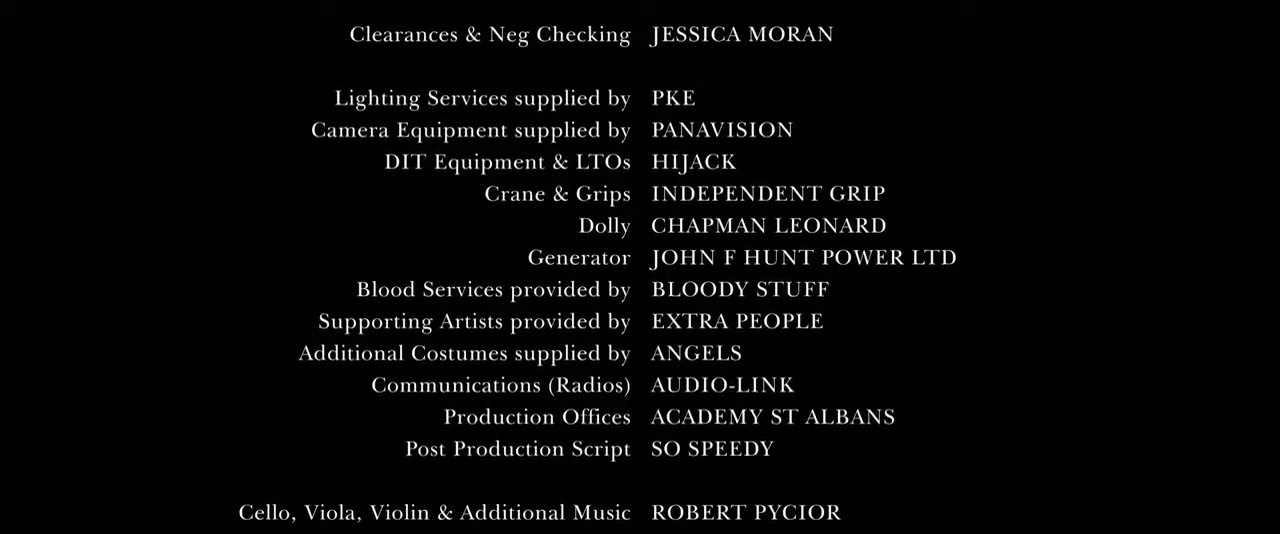 Clearances & Neg Checking JESSICA MORAN
Lighting Services supplied by PKE
Camera Equipment supplied by PANAVISION
DIT Equipment & LTOs HIJACK
Crane & Grips INDEPENDENT GRIP
Dolly CHAPMAN LEONARD
Generator JOHN F HUNT POWER LTD
Blood Services provided by BLOODY STUFF
Supporting Artists provided by EXTRA PEOPLE
Additional Costumes supplied by ANGELS
Communications (Radios) AUDIO-LINK
Production Offices ACADEMY ST ALBANS
Post Production Script SO SPEEDY
Cello, Viola, Violin & Additional Music ROBERT PYCIOR